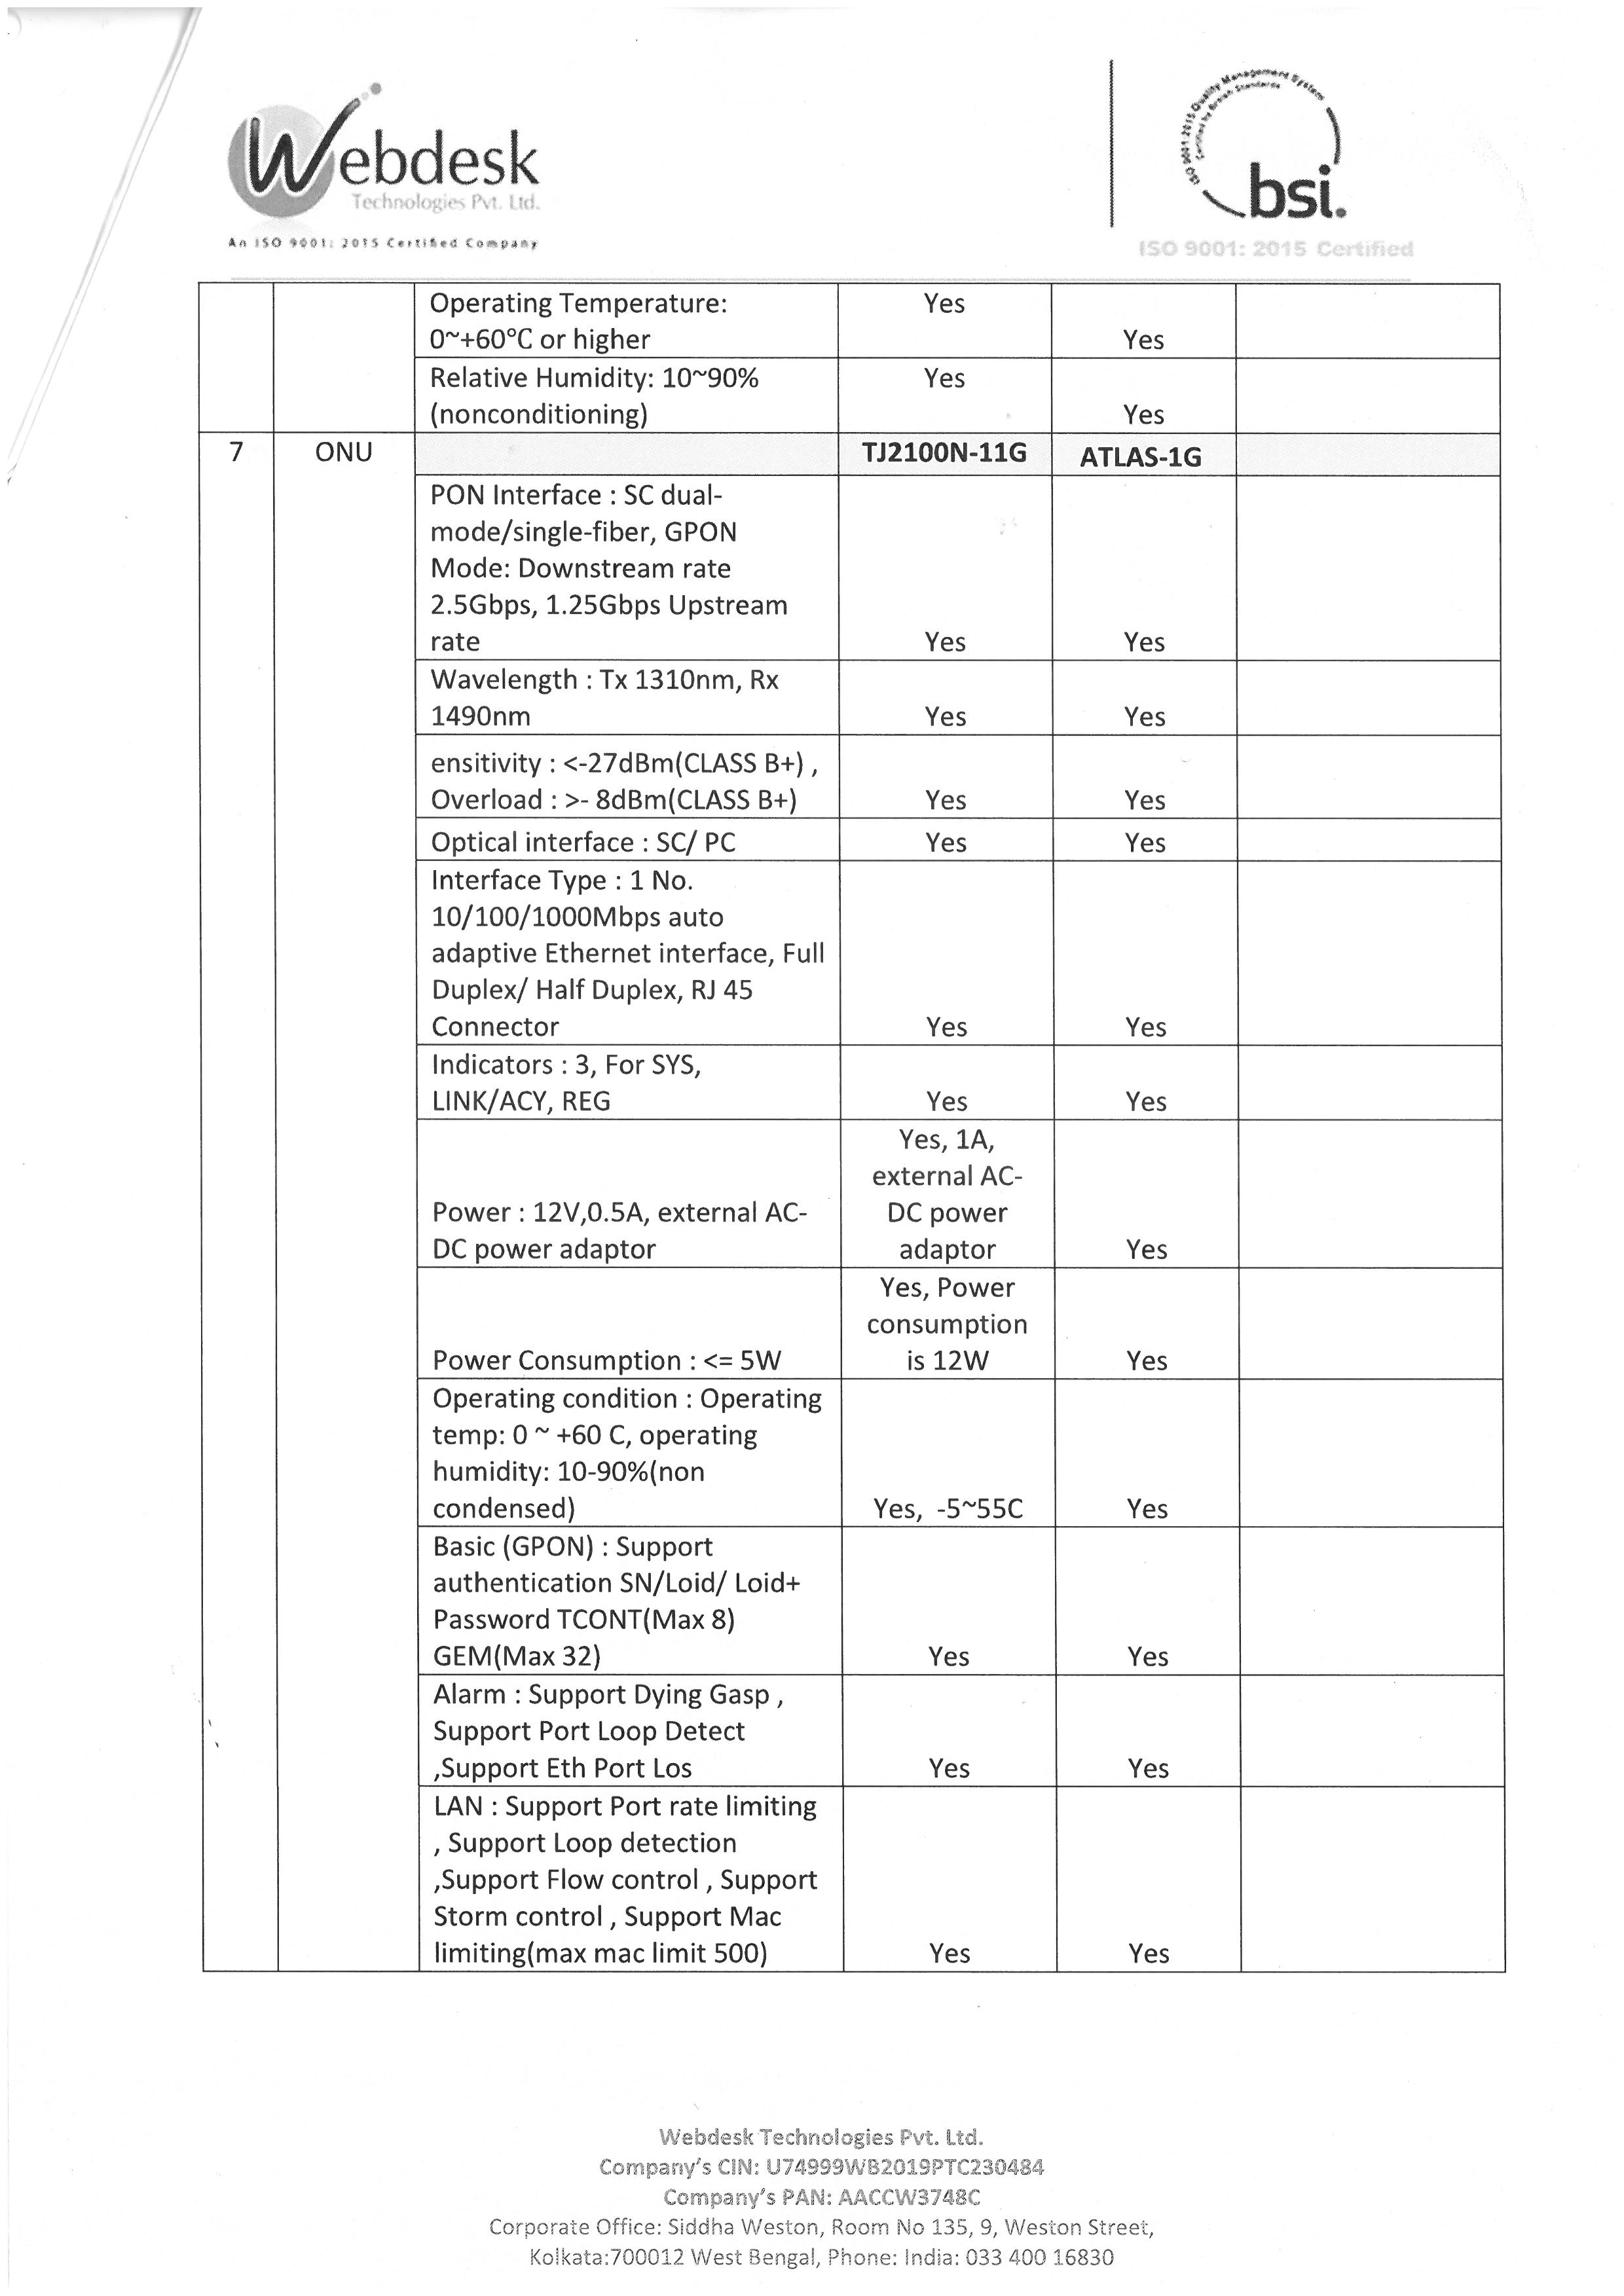 Webdesk
Technologies Pvt. Ltd.
An ISO 9001: 2015 Certified Company
ISO 9001:2015 Quality Management System
Certified by British Standards
bsi.
ISO 9001: 2015 Certified
Operating Temperature: Yes
0~+60°C or higher Yes
Relative Humidity: 10~90% Yes
(nonconditioning) Yes
7 ONU TJ2100N-11G ATLAS-1G
PON Interface : SC dual-
mode/single-fiber, GPON
Mode: Downstream rate
2.5Gbps, 1.25Gbps Upstream
rate Yes Yes
Wavelength : Tx 1310nm, Rx
1490nm Yes Yes
ensitivity : <-27dBm(CLASS B+) ,
Overload : >- 8dBm(CLASS B+) Yes Yes
Optical interface : SC/ PC Yes Yes
Interface Type : 1 No.
10/100/1000Mbps auto
adaptive Ethernet interface, Full
Duplex/ Half Duplex, RJ 45
Connector Yes Yes
Indicators : 3, For SYS,
LINK/ACY, REG Yes Yes
Yes, 1A,
external AC-
Power : 12V,0.5A, external AC- DC power
DC power adaptor adaptor Yes
Yes, Power
consumption
Power Consumption : <= 5W is 12W Yes
Operating condition : Operating
temp: 0 ~ +60 C, operating
humidity: 10-90%(non
condensed) Yes, -5~55C Yes
Basic (GPON) : Support
authentication SN/Loid/ Loid+
Password TCONT(Max 8)
GEM(Max 32) Yes Yes
Alarm : Support Dying Gasp ,
Support Port Loop Detect
,Support Eth Port Los Yes Yes
LAN : Support Port rate limiting
, Support Loop detection
,Support Flow control , Support
Storm control , Support Mac
limiting(max mac limit 500) Yes Yes
Webdesk Technologies Pvt. Ltd.
Company's CIN: U74999WB2019PTC230484
Company's PAN: AACCW3748C
Corporate Office: Siddha Weston, Room No 135, 9, Weston Street,
Kolkata:700012 West Bengal, Phone: India: 033 400 16830